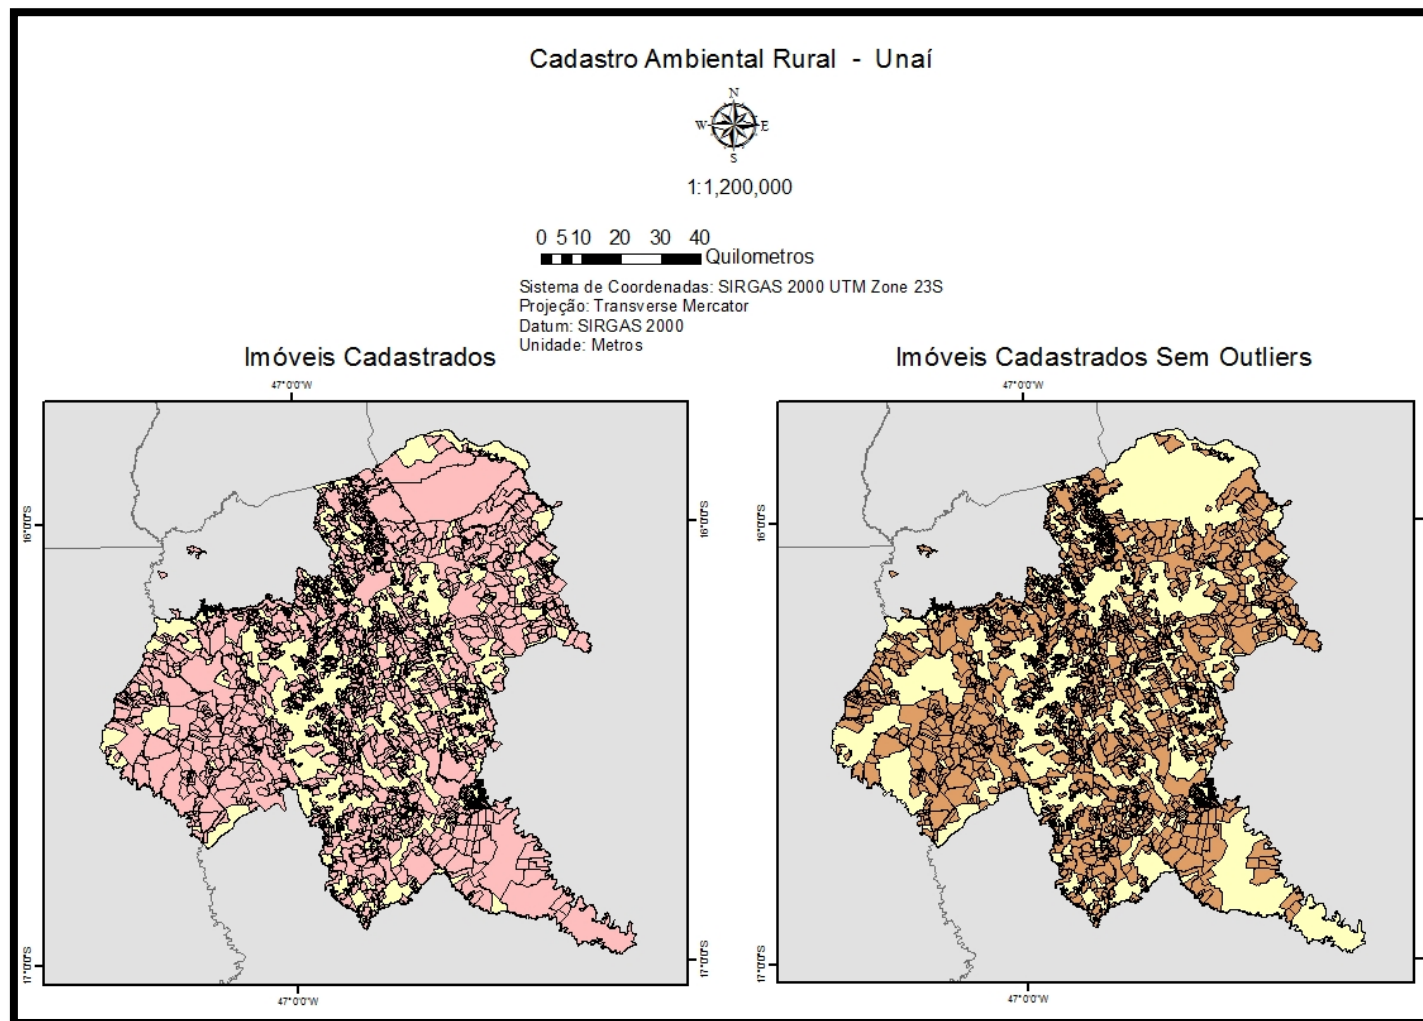 Cadastro Ambiental Rural - Unaí
N
W E
S
1:1,200,000
0 5 10 20 30 40
Quilometros
Sistema de Coordenadas: SIRGAS 2000 UTM Zone 23S
Projeção: Transverse Mercator
Datum: SIRGAS 2000
Unidade: Metros
Imóveis Cadastrados
47°0'0"W
16°0'0"S
16°0'0"S
17°0'0"S
17°0'0"S
47°0'0"W
Imóveis Cadastrados Sem Outliers
47°0'0"W
16°0'0"S
17°0'0"S
47°0'0"W